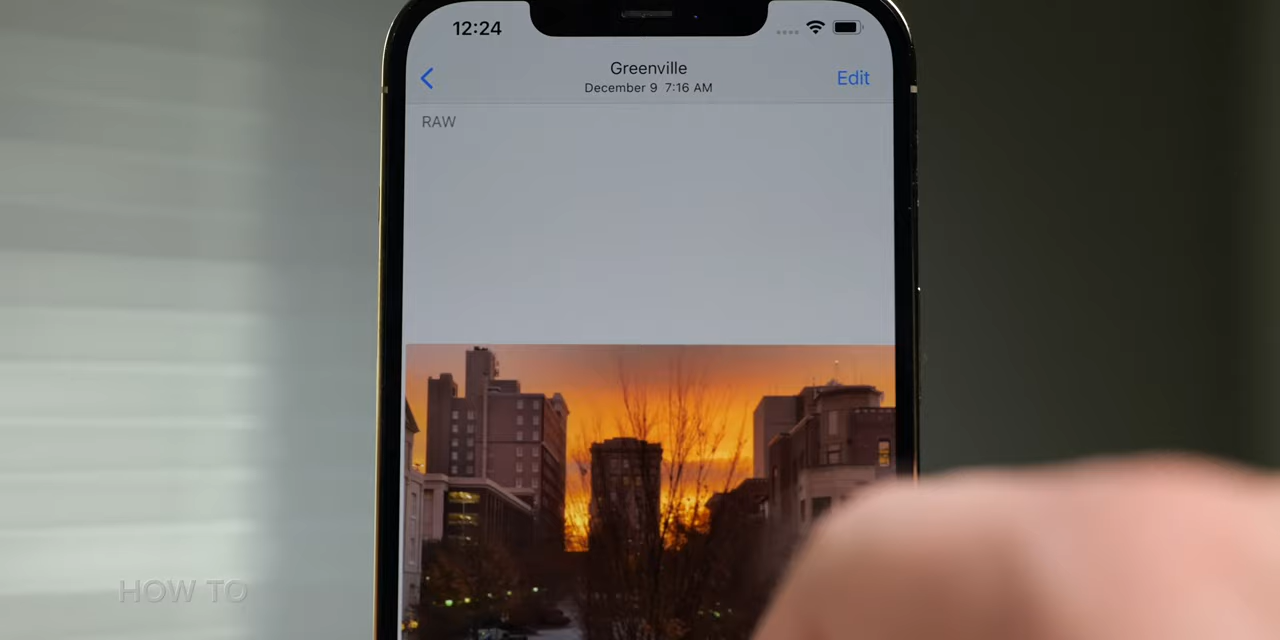 12:24
Greenville
December 9 7:16 AM
Edit
RAW
HOW TO